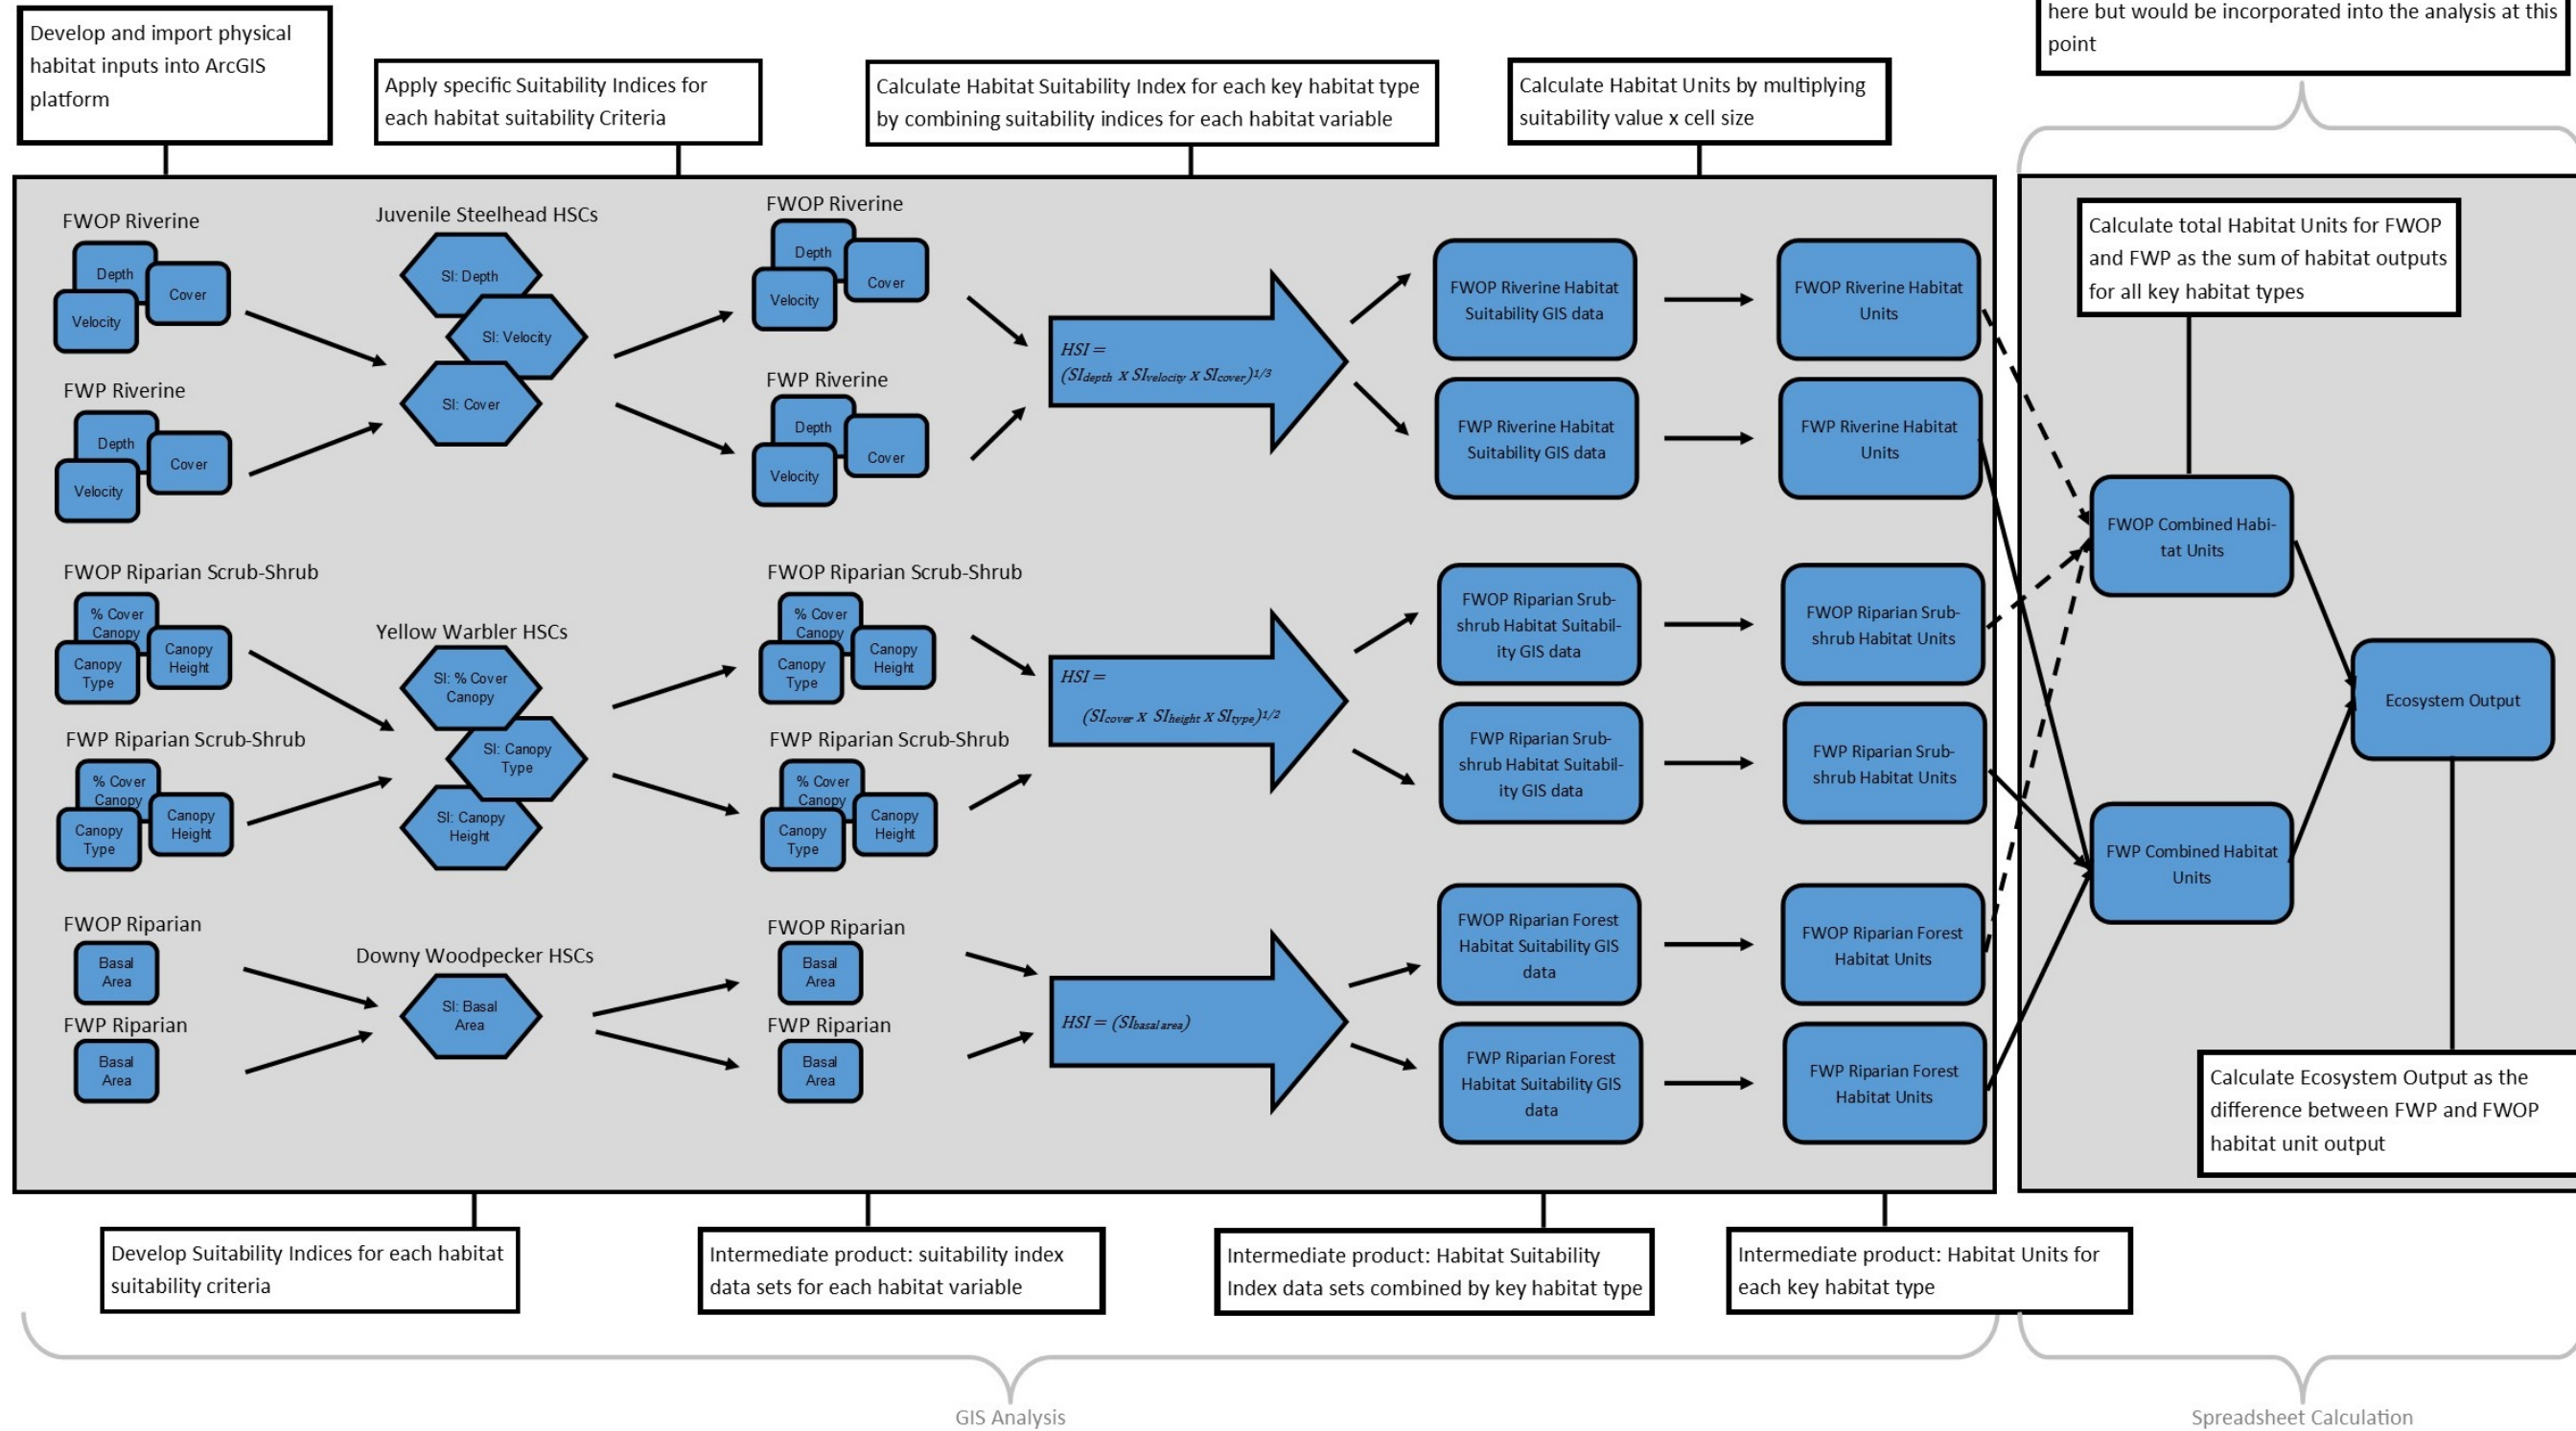 Develop and import physical
habitat inputs into ArcGIS
platform
Apply specific Suitability Indices for
each habitat suitability Criteria
Calculate Habitat Suitability Index for each key habitat type
by combining suitability indices for each habitat variable
Calculate Habitat Units by multiplying
suitability value x cell size
here but would be incorporated into the analysis at this
point
FWOP Riverine
Depth
Cover
Velocity
FWP Riverine
Depth
Cover
Velocity
Juvenile Steelhead HSCs
SI: Depth
SI: Velocity
SI: Cover
FWOP Riverine
Depth
Cover
Velocity
FWP Riverine
Depth
Cover
Velocity
HSI =
(SIdepth x SIvelocity x SIcover)1/3
FWOP Riverine Habitat
Suitability GIS data
FWOP Riverine Habitat
Units
FWP Riverine Habitat
Suitability GIS data
FWP Riverine Habitat
Units
FWOP Riparian Scrub-Shrub
% Cover
Canopy
Canopy
Type
Canopy
Height
FWP Riparian Scrub-Shrub
% Cover
Canopy
Canopy
Type
Canopy
Height
Yellow Warbler HSCs
SI: % Cover
Canopy
SI: Canopy
Type
SI: Canopy
Height
FWOP Riparian Scrub-Shrub
% Cover
Canopy
Canopy
Type
Canopy
Height
FWP Riparian Scrub-Shrub
% Cover
Canopy
Canopy
Type
Canopy
Height
HSI =
(SIcover x SIheight x SItype)1/2
FWOP Riparian Srub-
shrub Habitat Suitabil-
ity GIS data
FWOP Riparian Srub-
shrub Habitat Units
FWP Riparian Srub-
shrub Habitat Suitabil-
ity GIS data
FWP Riparian Srub-
shrub Habitat Units
FWOP Riparian
Basal
Area
FWP Riparian
Basal
Area
Downy Woodpecker HSCs
SI: Basal
Area
FWOP Riparian
Basal
Area
FWP Riparian
Basal
Area
HSI = (SIbasal area)
FWOP Riparian Forest
Habitat Suitability GIS
data
FWOP Riparian Forest
Habitat Units
FWP Riparian Forest
Habitat Suitability GIS
data
FWP Riparian Forest
Habitat Units
Calculate total Habitat Units for FWOP
and FWP as the sum of habitat outputs
for all key habitat types
FWOP Combined Habi-
tat Units
Ecosystem Output
FWP Combined Habitat
Units
Calculate Ecosystem Output as the
difference between FWP and FWOP
habitat unit output
Develop Suitability Indices for each habitat
suitability criteria
Intermediate product: suitability index
data sets for each habitat variable
Intermediate product: Habitat Suitability
Index data sets combined by key habitat type
Intermediate product: Habitat Units for
each key habitat type
GIS Analysis
Spreadsheet Calculation